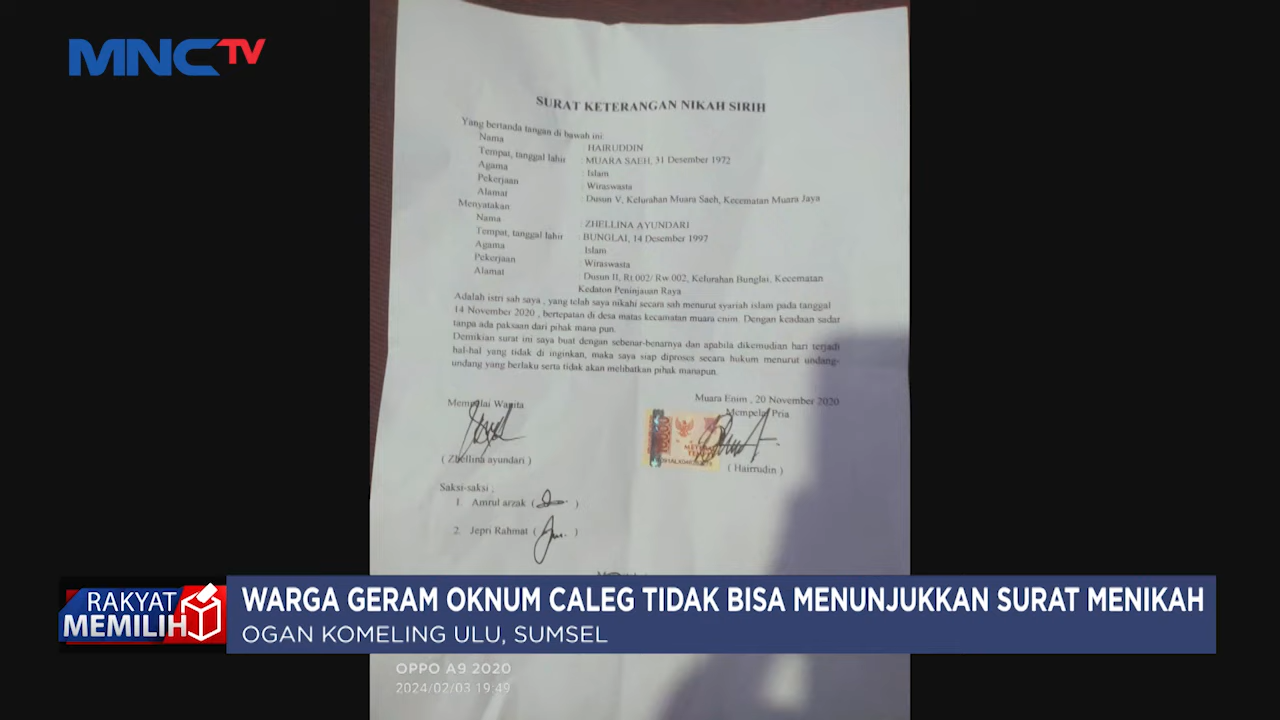 MNCTV
SURAT KETERANGAN NIKAH SIRIH
Yang bertanda tangan di bawah ini:
Nama : HAIRUDDIN
Tempat, tanggal lahir : MUARA SAEH, 31 Desember 1972
Agama : Islam
Pekerjaan : Wiraswasta
Alamat : Dusun V, Kelurahan Muara Saeh, Kecematan Muara Jaya
Menyatakan
Nama : ZHELLINA AYUNDARI
Tempat, tanggal lahir : BUNGLAI, 14 Desember 1997
Agama : Islam
Pekerjaan : Wiraswasta
Alamat : Dusun II, Rt 002/ Rw 002, Kelurahan Bunglai, Kecematan
Kedaton Peninjauan Raya
Adalah istri sah saya , yang telah saya nikahi secara sah menurut syariah islam pada tanggal
14 November 2020 , bertepatan di desa matas kecamatan muara enim. Dengan keadaan sadar
tanpa ada paksaan dari pihak mana pun.
Demikian surat ini saya buat dengan sebenar-benarnya dan apabila dikemudian hari terjadi
hal-hal yang tidak di inginkan, maka saya siap diproses secara hukum menurut undang-
undang yang berlaku serta tidak akan melibatkan pihak manapun.
Muara Enim , 20 November 2020
Mempelai Wanita Mempelai Pria
( Zhellina ayundari ) ( Hairrudin )
Saksi-saksi ,
1. Amrul arzak ( )
2. Jepri Rahmat ( )
RAKYAT
MEMILIH
WARGA GERAM OKNUM CALEG TIDAK BISA MENUNJUKKAN SURAT MENIKAH
OGAN KOMELING ULU, SUMSEL
OPPO A9 2020
2024/02/03 19:49